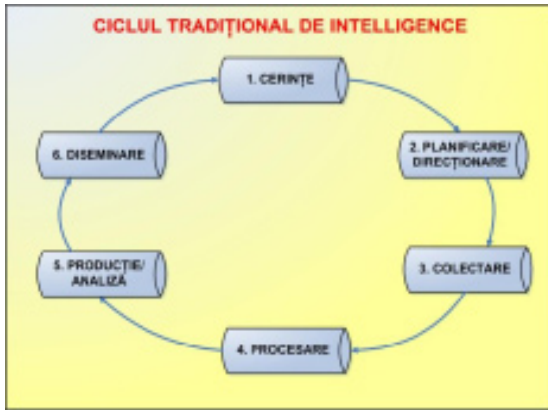 CICLUL TRADIȚIONAL DE INTELLIGENCE
1. CERINȚE
2. PLANIFICARE/
DIRECȚIONARE
3. COLECTARE
4. PROCESARE
5. PRODUCȚIE/
ANALIZĂ
6. DISEMINARE